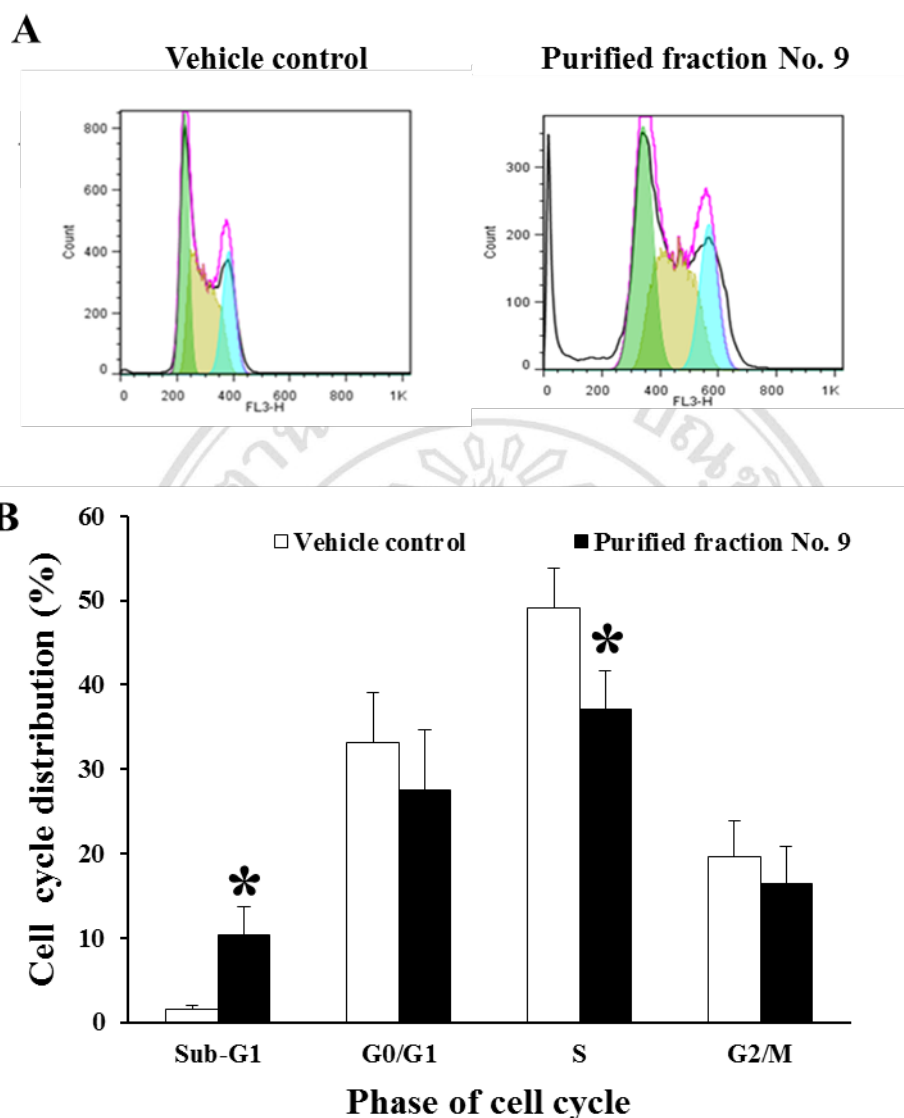 A
Vehicle control
Purified fraction No. 9
800
600
400
200
0
Count
0 200 400 600 800 1K
FL3-H
300
200
100
0
Count
0 200 400 600 800 1K
FL3-H
B
60
50
40
30
20
10
0
Cell cycle distribution (%)
Vehicle control
Purified fraction No. 9
*
*
Sub-G1 G0/G1 S G2/M
Phase of cell cycle